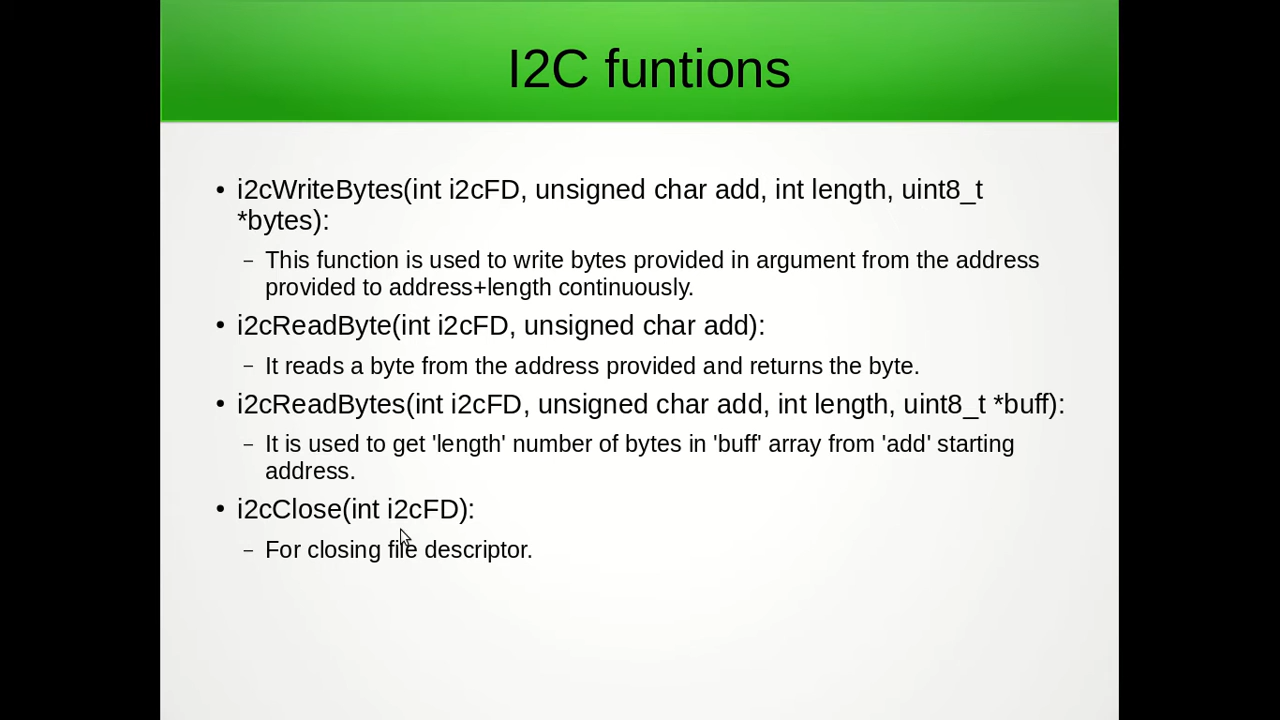 I2C funtions
• i2cWriteBytes(int i2cFD, unsigned char add, int length, uint8_t
*bytes):
– This function is used to write bytes provided in argument from the address
provided to address+length continuously.
• i2cReadByte(int i2cFD, unsigned char add):
– It reads a byte from the address provided and returns the byte.
• i2cReadBytes(int i2cFD, unsigned char add, int length, uint8_t *buff):
– It is used to get 'length' number of bytes in 'buff' array from 'add' starting
address.
• i2cClose(int i2cFD):
– For closing file descriptor.